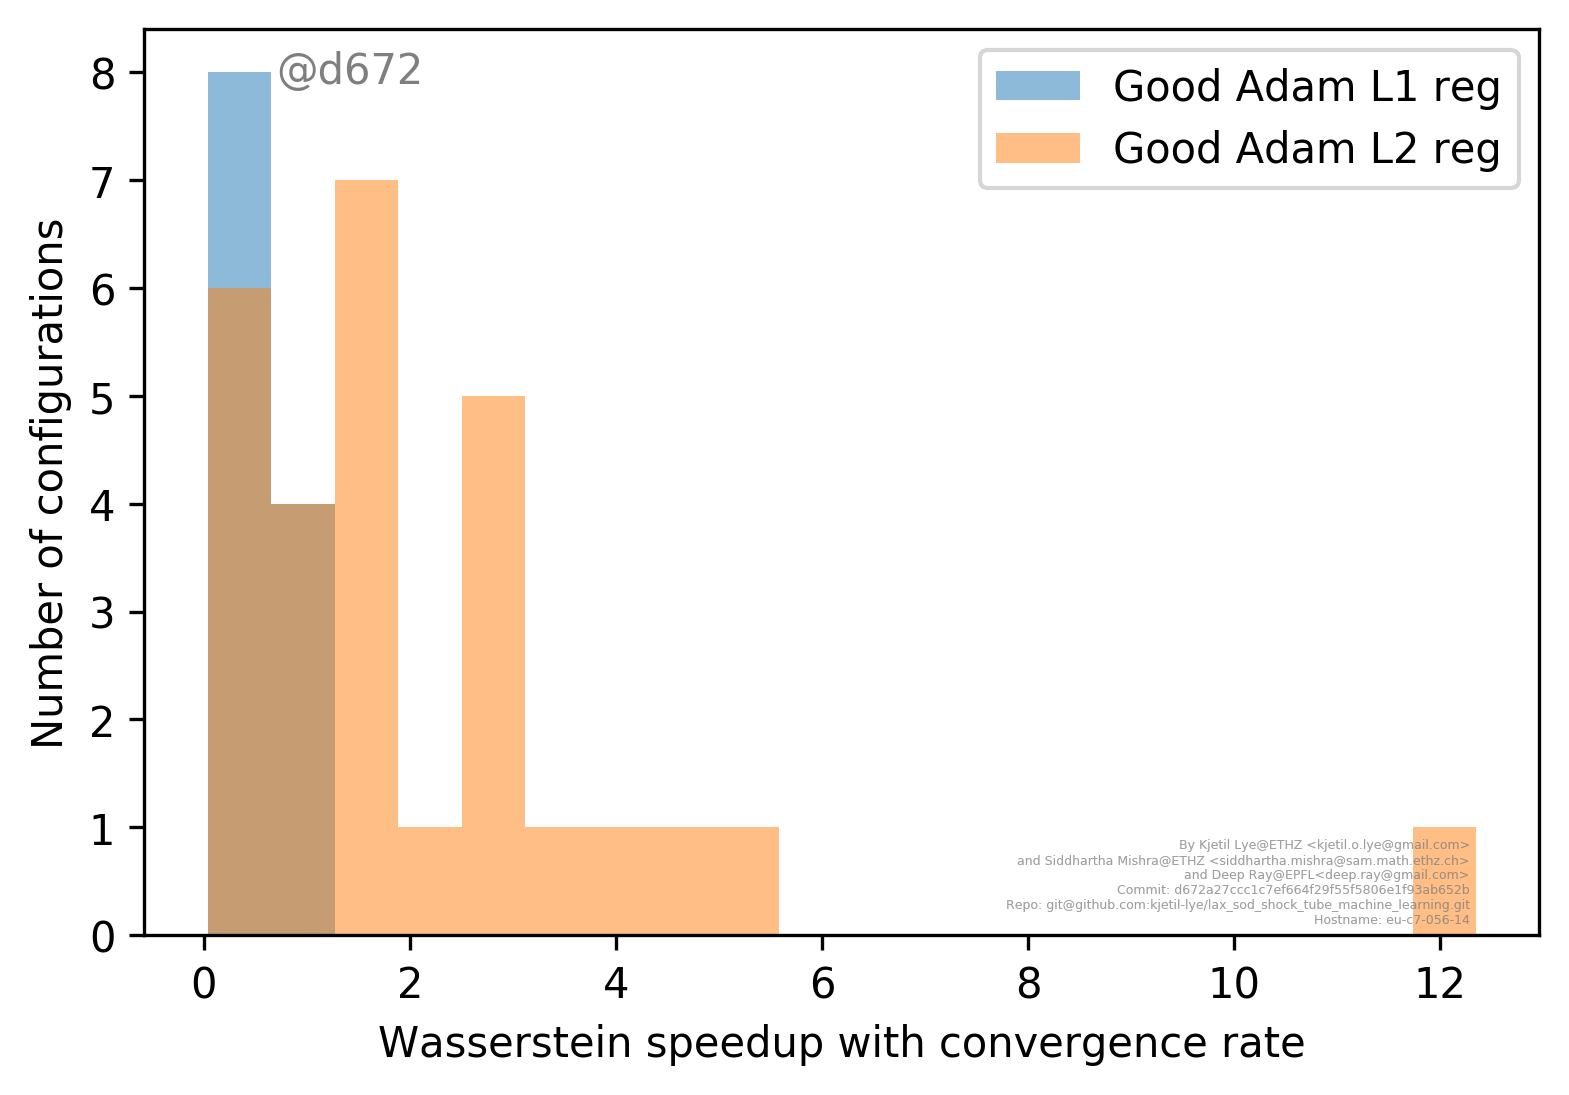 @d672
Good Adam L1 reg
Good Adam L2 reg
8
7
6
5
4
3
2
1
0
Number of configurations
0 2 4 6 8 10 12
Wasserstein speedup with convergence rate
By Kjetil Lye@ETHZ <kjetil.o.lye@gmail.com>
and Siddhartha Mishra@ETHZ <siddhartha.mishra@sam.math.ethz.ch>
and Deep Ray@EPFL<deep.ray@gmail.com>
Commit: d672a27ccc1c7ef664f29f55f5806e1f93ab652b
Repo: git@github.com:kjetil-lye/lax_sod_shock_tube_machine_learning.git
Hostname: eu-c7-056-14